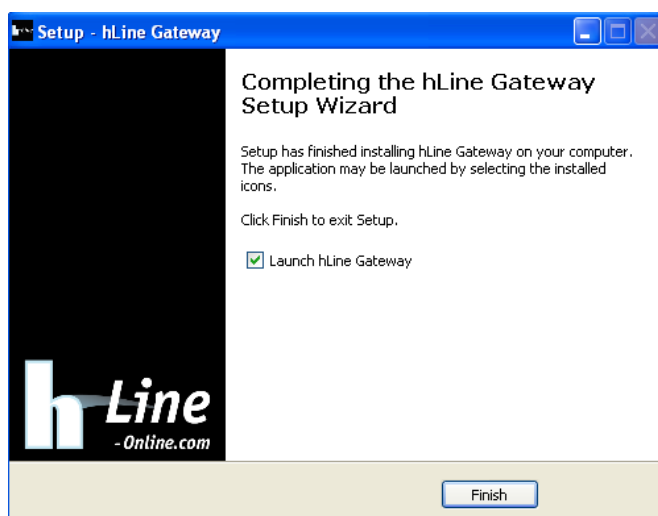 Setup - hLine Gateway
Completing the hLine Gateway
Setup Wizard
Setup has finished installing hLine Gateway on your computer.
The application may be launched by selecting the installed
icons.
Click Finish to exit Setup.
Launch hLine Gateway
h Line
-Online.com
Finish